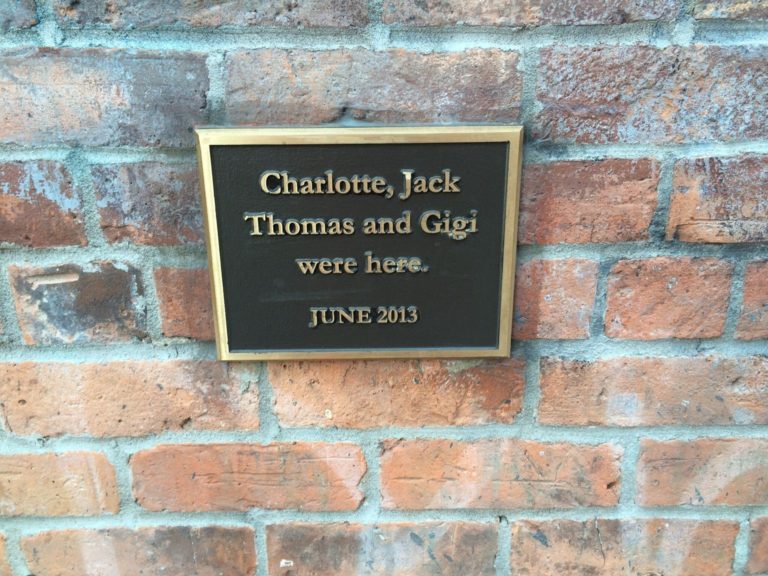 Charlotte, Jack
Thomas and Gigi
were here.
JUNE 2013